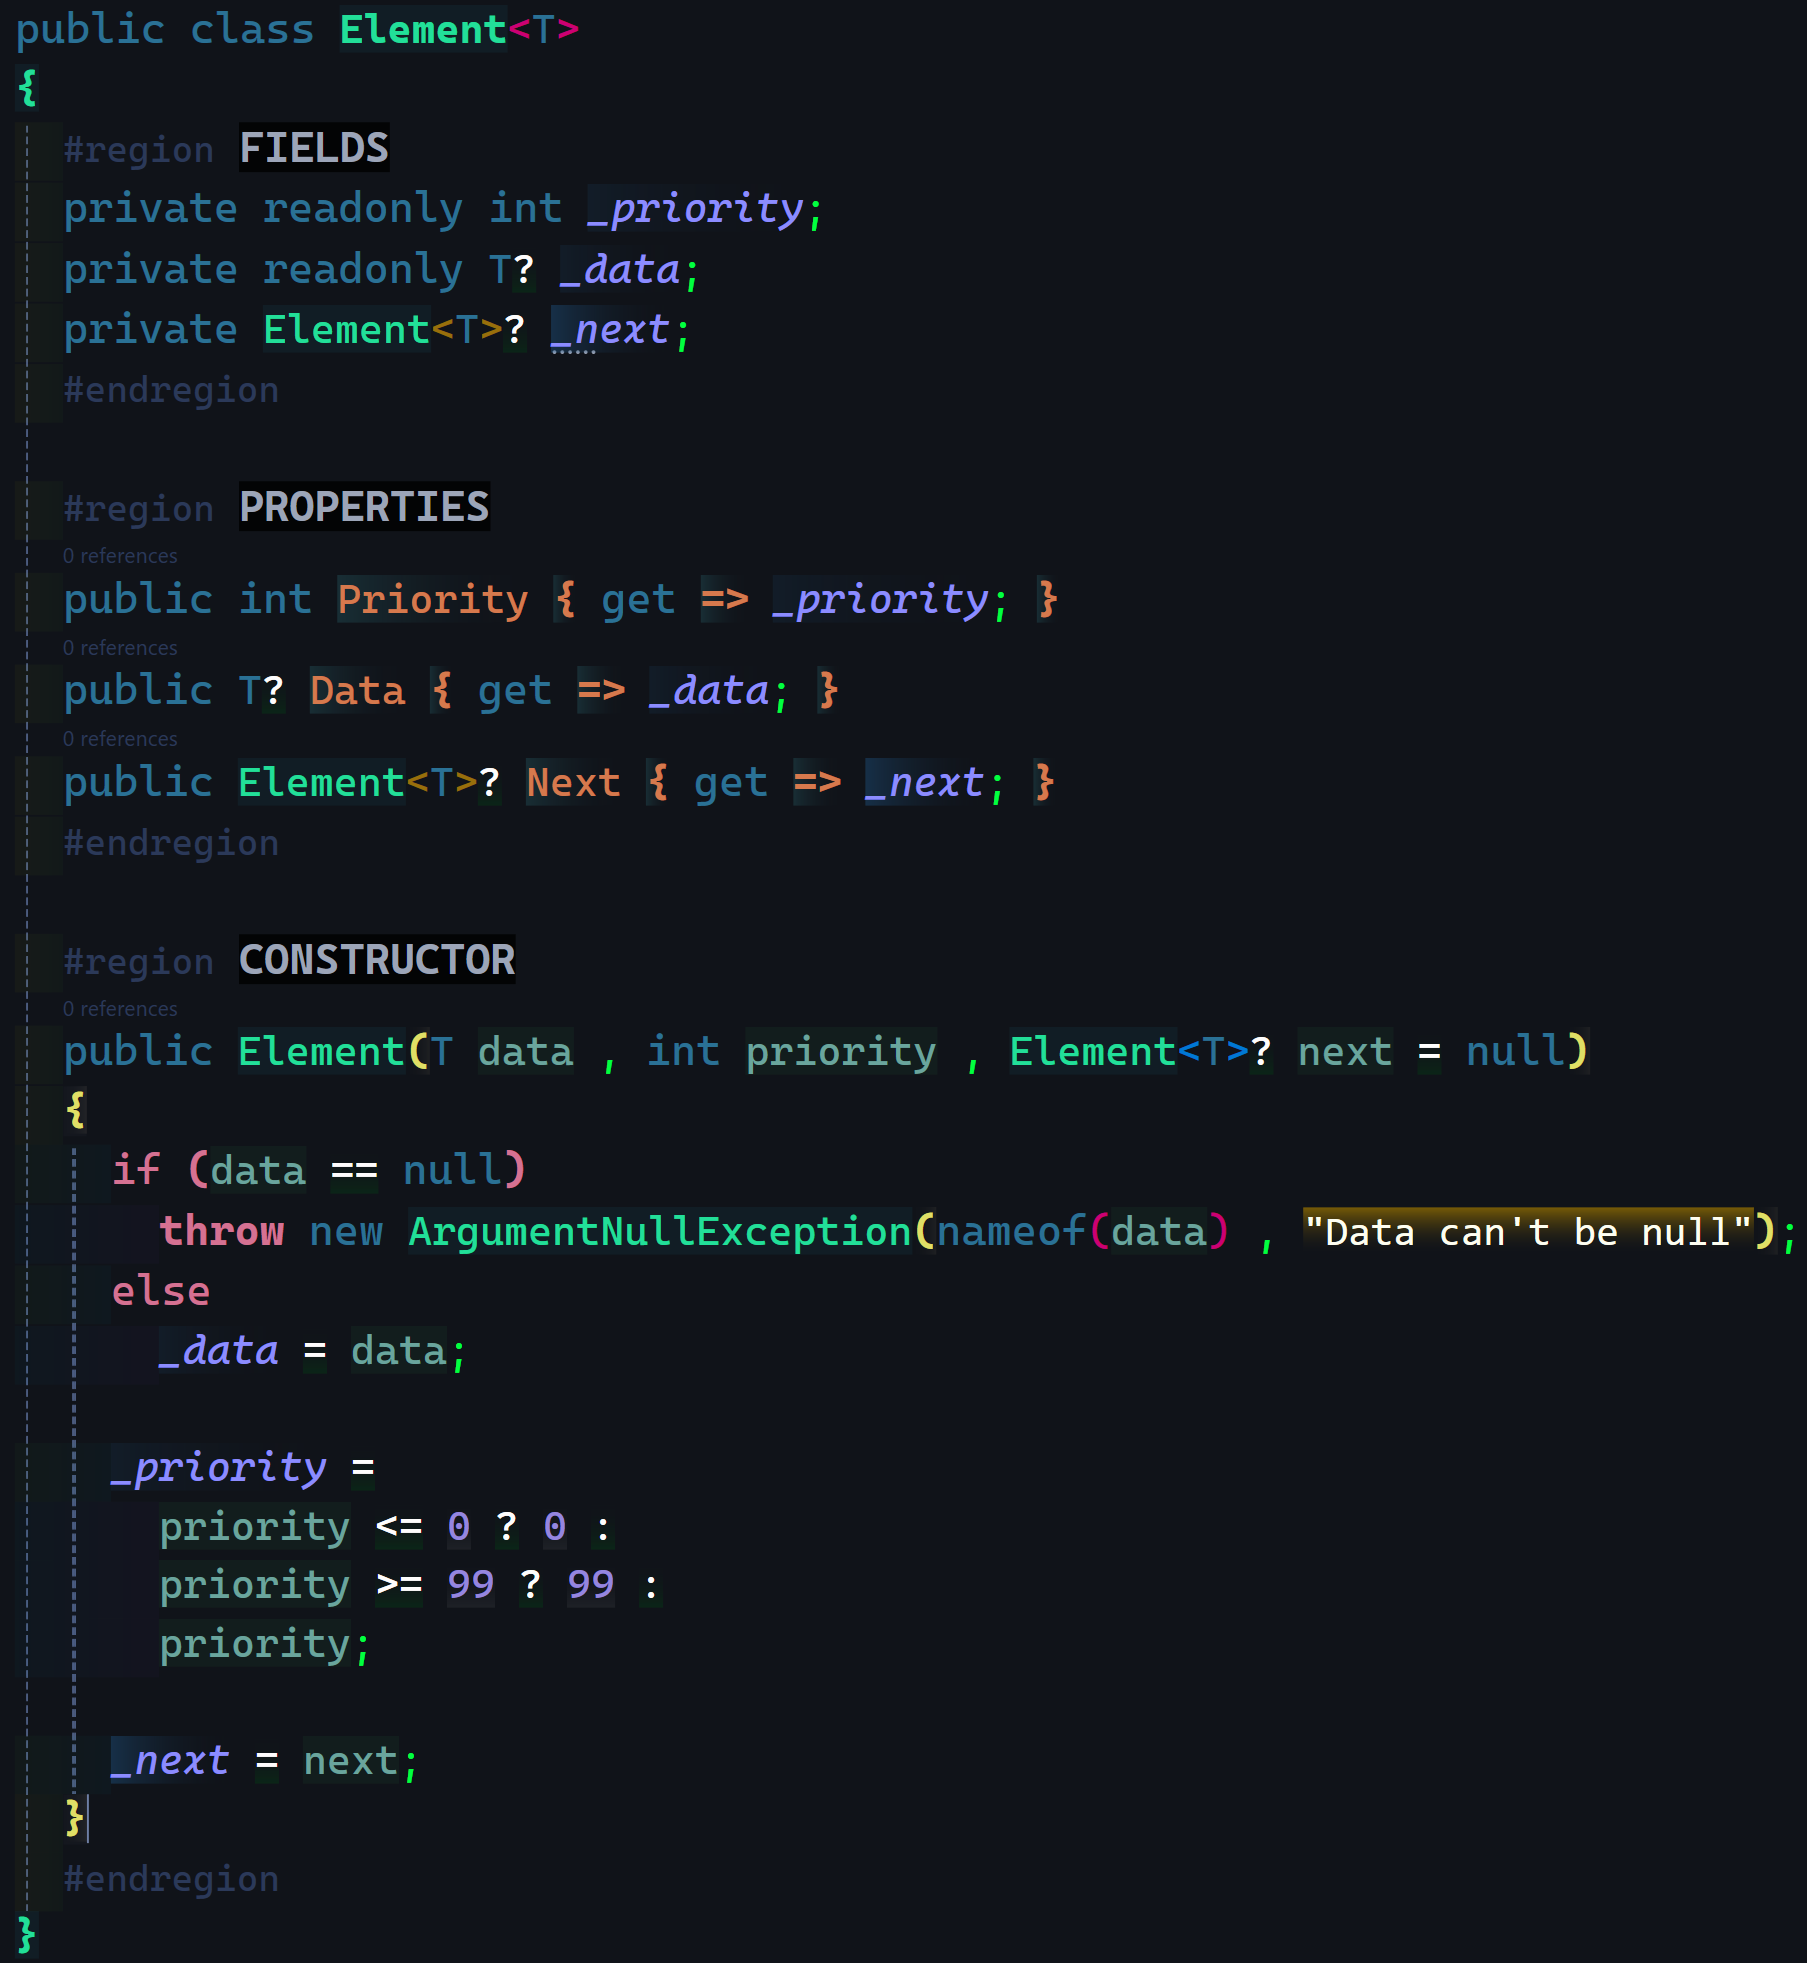 public class Element<T>
{
#region FIELDS
private readonly int _priority;
private readonly T? _data;
private Element<T>? _next;
#endregion
#region PROPERTIES
0 references
public int Priority { get => _priority; }
0 references
public T? Data { get => _data; }
0 references
public Element<T>? Next { get => _next; }
#endregion
#region CONSTRUCTOR
0 references
public Element(T data , int priority , Element<T>? next = null)
{
if (data == null)
throw new ArgumentNullException(nameof(data) , "Data can't be null");
else
_data = data;
_priority =
priority <= 0 ? 0 :
priority >= 99 ? 99 :
priority;
_next = next;
}
#endregion
}